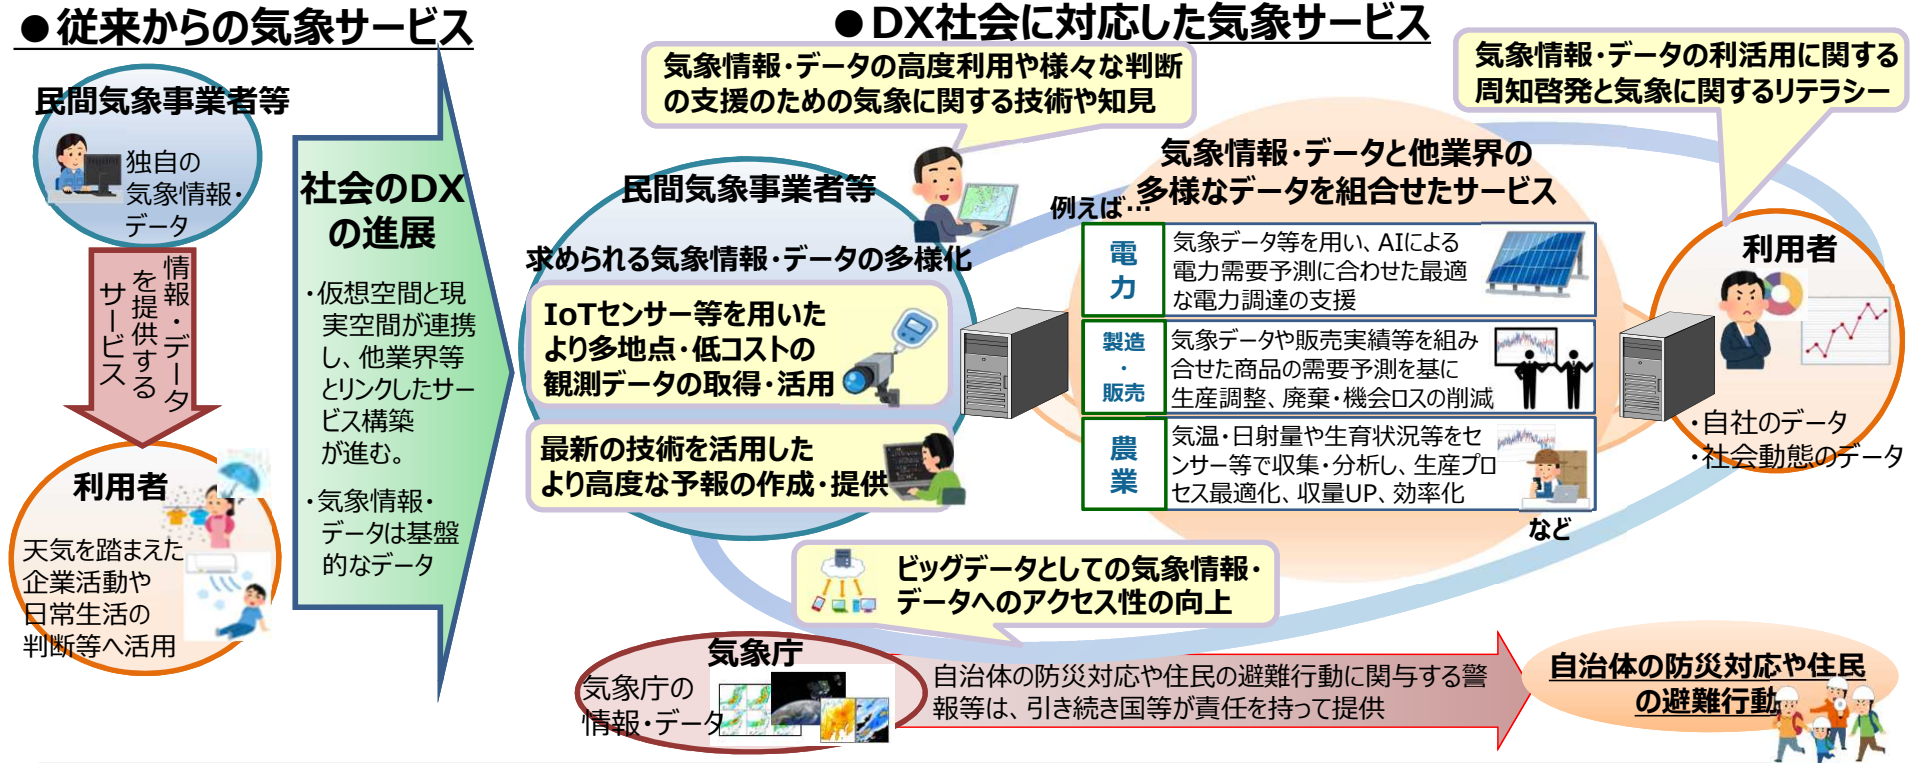 ●従来からの気象サービス
民間気象事業者等
独自の
気象情報・
データ
情報・データ
を提供する
サービス
利用者
天気を踏まえた
企業活動や
日常生活の
判断等へ活用
社会のDX
の進展
・仮想空間と現
実空間が連携
し、他業界等
とリンクしたサー
ビス構築
が進む。
・気象情報・
データは基盤
的なデータ
●DX社会に対応した気象サービス
気象情報・データの高度利用や様々な判断
の支援のための気象に関する技術や知見
気象情報・データの利活用に関する
周知啓発と気象に関するリテラシー
民間気象事業者等
求められる気象情報・データの多様化
IoTセンサー等を用いた
より多地点・低コストの
観測データの取得・活用
最新の技術を活用した
より高度な予報の作成・提供
気象情報・データと他業界の
多様なデータを組合せたサービス
例えば…
電力
気象データ等を用い、AIによる
電力需要予測に合わせた最適
な電力調達の支援
製造
・
販売
気象データや販売実績等を組み
合せた商品の需要予測を基に
生産調整、廃棄・機会ロスの削減
農業
気温・日射量や生育状況等をセ
ンサー等で収集・分析し、生産プロ
セス最適化、収量UP、効率化
など
利用者
・自社のデータ
・社会動態のデータ
ビッグデータとしての気象情報・
データへのアクセス性の向上
気象庁
気象庁の
情報・データ
自治体の防災対応や住民の避難行動に関与する警
報等は、引き続き国等が責任を持って提供
自治体の防災対応や住民
の避難行動